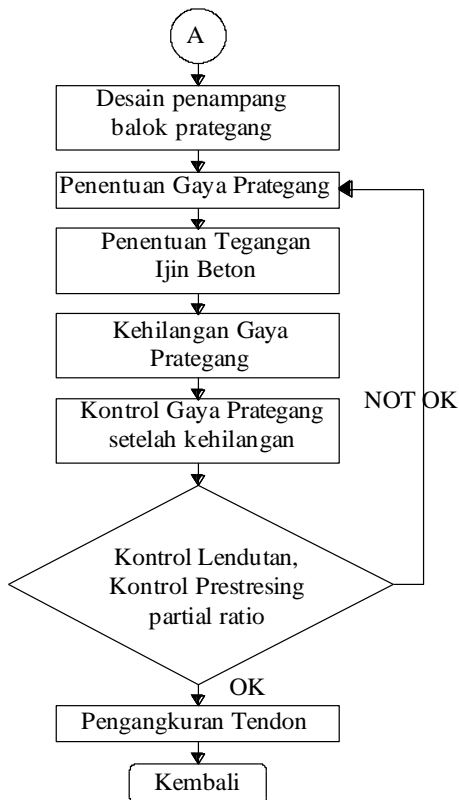 A
Desain penampang
balok prategang
Penentuan Gaya Prategang
Penentuan Tegangan
Ijin Beton
Kehilangan Gaya
Prategang
Kontrol Gaya Prategang
setelah kehilangan
NOT OK
Kontrol Lendutan,
Kontrol Prestresing
partial ratio
OK
Pengangkuran Tendon
Kembali